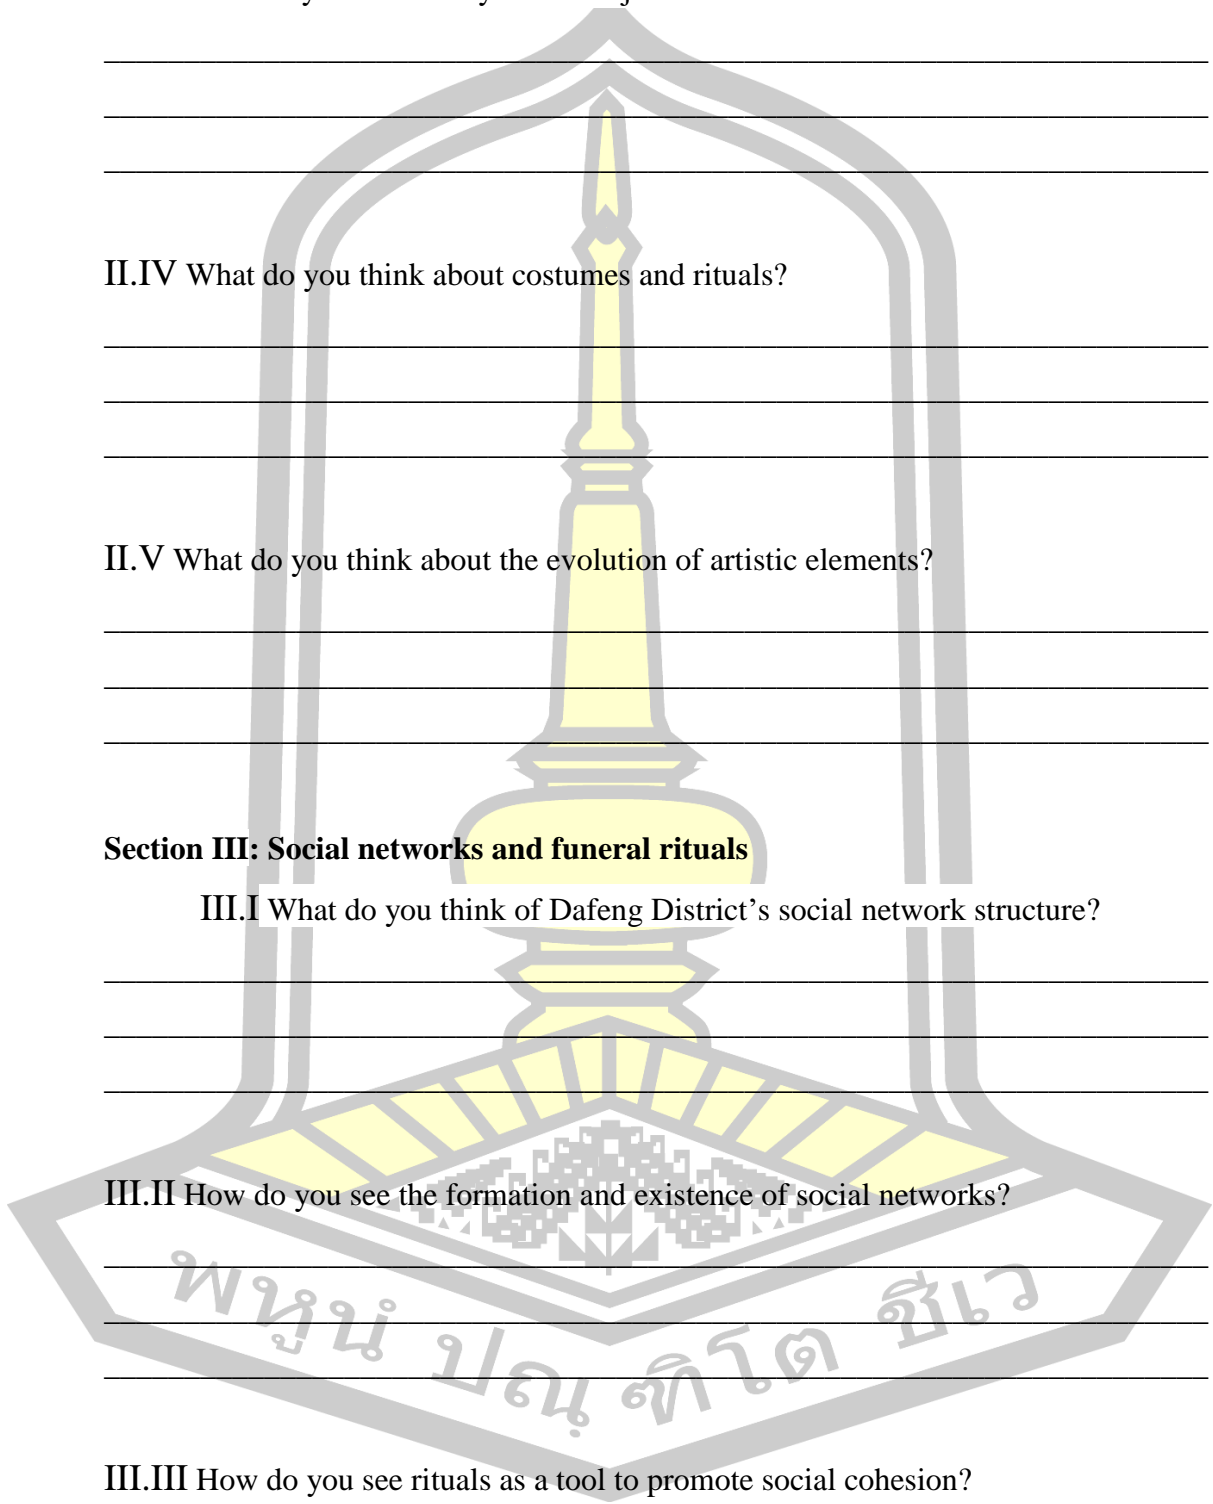 II.IV What do you think about costumes and rituals?
II.V What do you think about the evolution of artistic elements?
Section III: Social networks and funeral rituals
III.I What do you think of Dafeng District’s social network structure?
III.II How do you see the formation and existence of social networks?
พหูนํ ปณฺฑิโต ชีเว
III.III How do you see rituals as a tool to promote social cohesion?